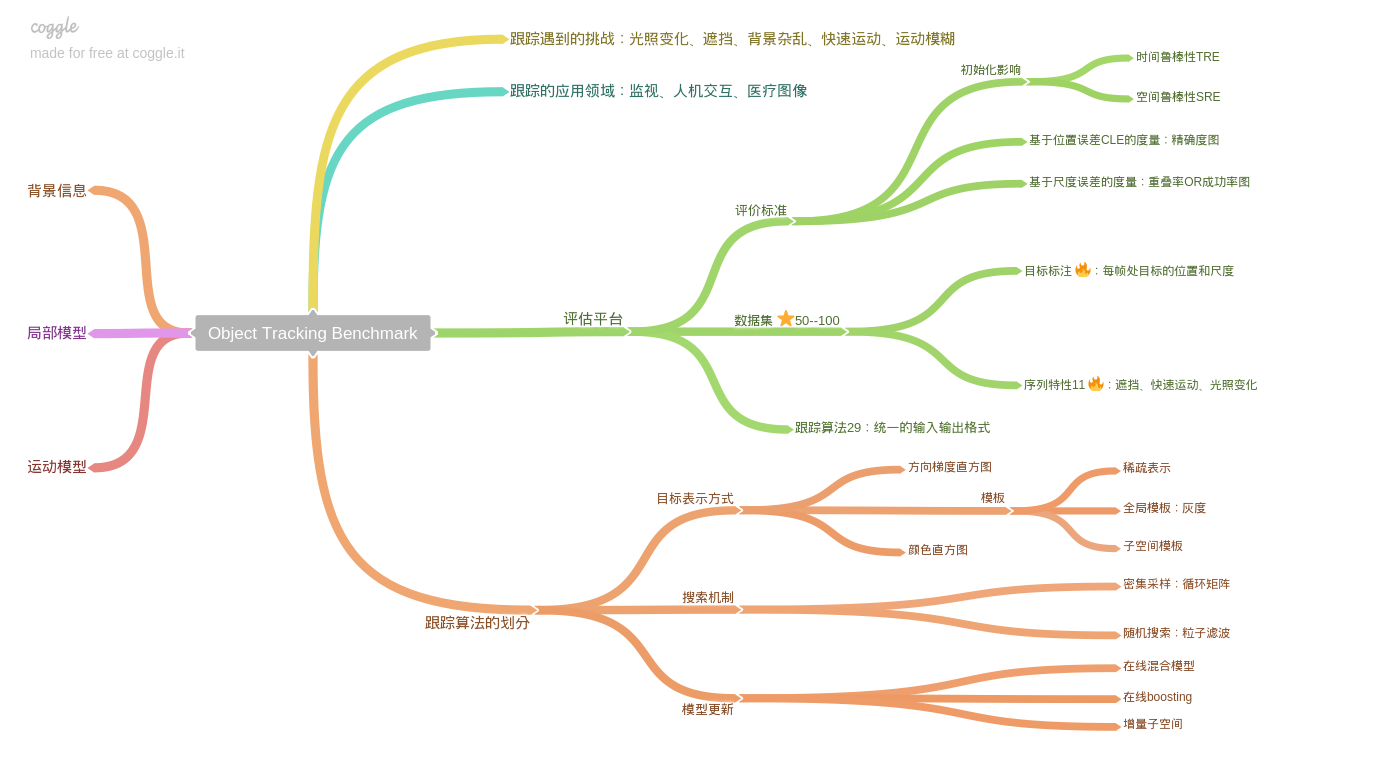 coggle
made for free at coggle.it
跟踪遇到的挑战：光照变化、遮挡、背景杂乱、快速运动、运动模糊
跟踪的应用领域：监视、人机交互、医疗图像
背景信息
局部模型
运动模型
Object Tracking Benchmark
评估平台
评价标准
初始化影响
时间鲁棒性TRE
空间鲁棒性SRE
基于位置误差CLE的度量：精确度图
基于尺度误差的度量：重叠率OR成功率图
数据集 ⭐50--100
目标标注 🔥：每帧处目标的位置和尺度
序列特性11 🔥：遮挡、快速运动、光照变化
跟踪算法29：统一的输入输出格式
跟踪算法的划分
目标表示方式
方向梯度直方图
模板
稀疏表示
全局模板：灰度
子空间模板
颜色直方图
搜索机制
密集采样：循环矩阵
随机搜索：粒子滤波
模型更新
在线混合模型
在线boosting
增量子空间